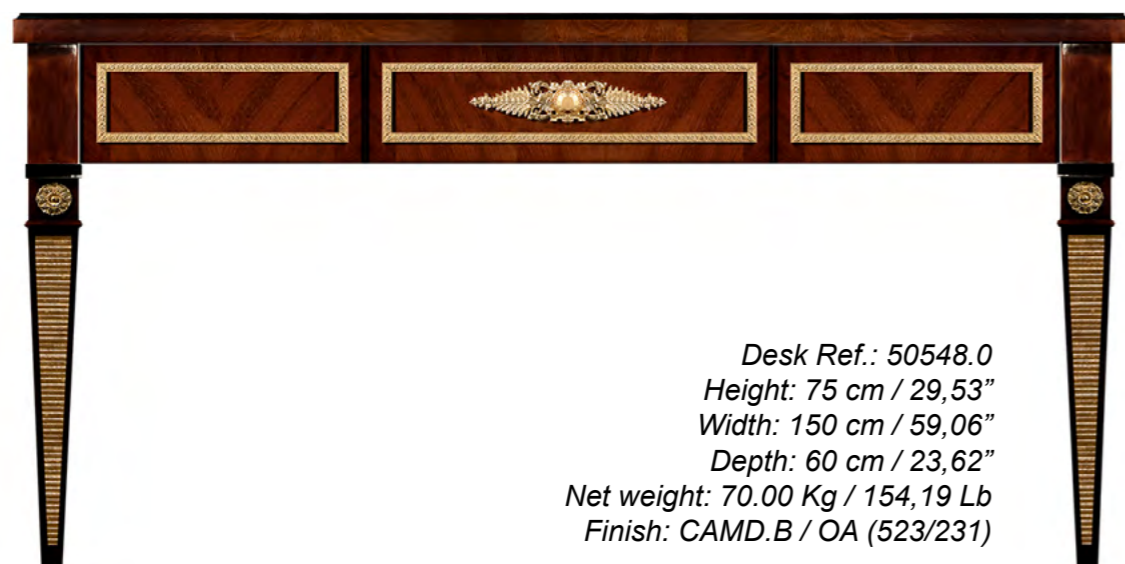 Desk Ref.: 50548.0
Height: 75 cm / 29,53”
Width: 150 cm / 59,06”
Depth: 60 cm / 23,62”
Net weight: 70.00 Kg / 154,19 Lb
Finish: CAMD.B / OA (523/231)